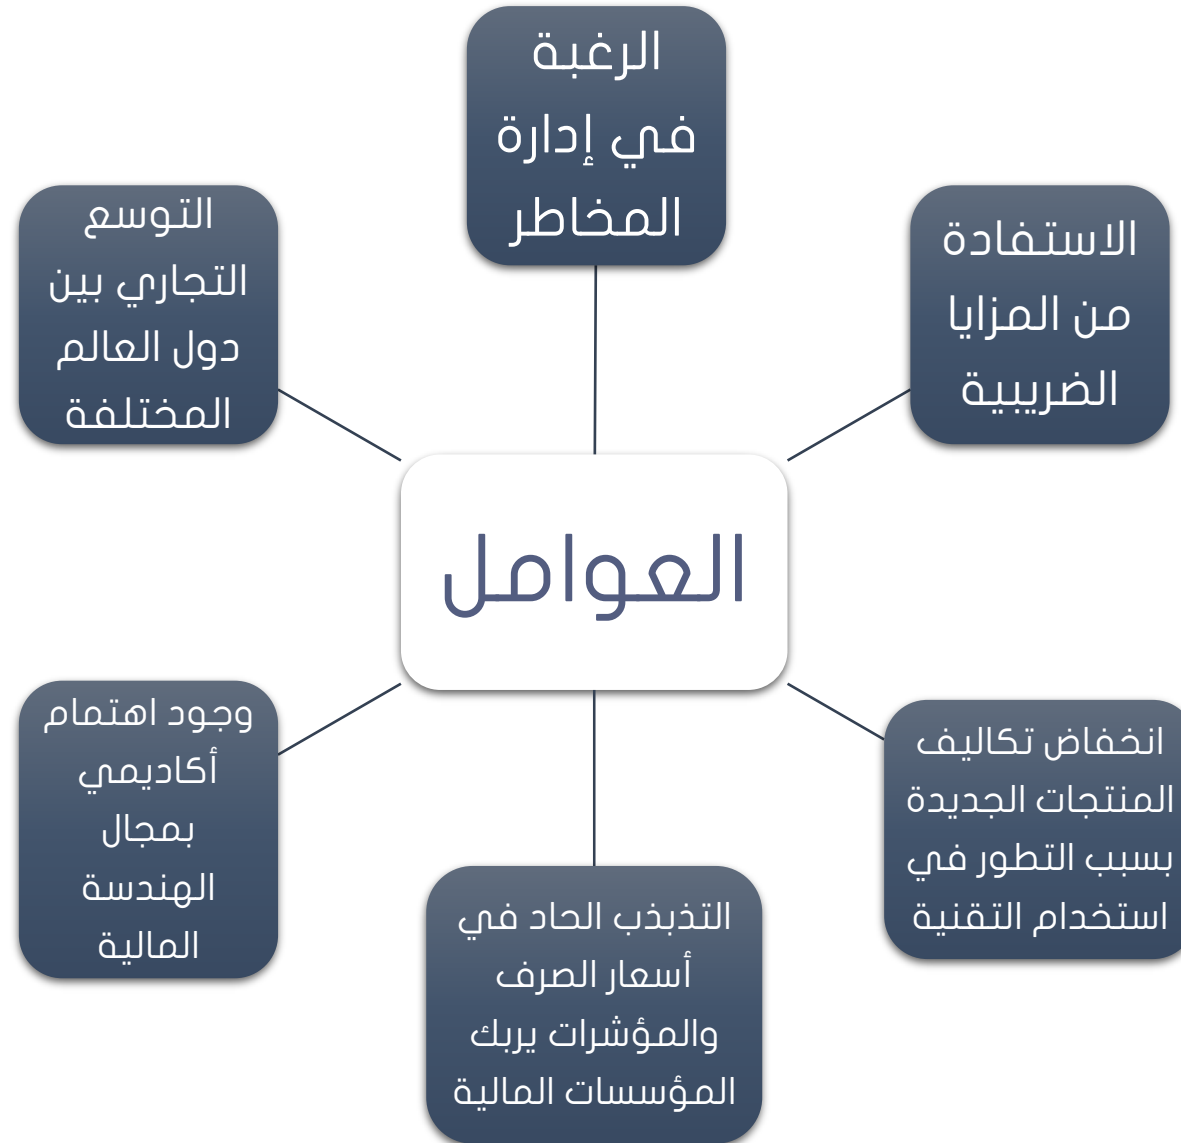 الرغبة
في إدارة
المخاطر
الاستفادة
من المزايا
الضريبية
التوسع
التجاري بين
دول العالم
المختلفة
العوامل
انخفاض تكاليف
المنتجات الجديدة
بسبب التطور في
استخدام التقنية
وجود اهتمام
أكاديمي
بمجال
الهندسة
المالية
التذبذب الحاد في
أسعار الصرف
والمؤشرات يربك
المؤسسات المالية